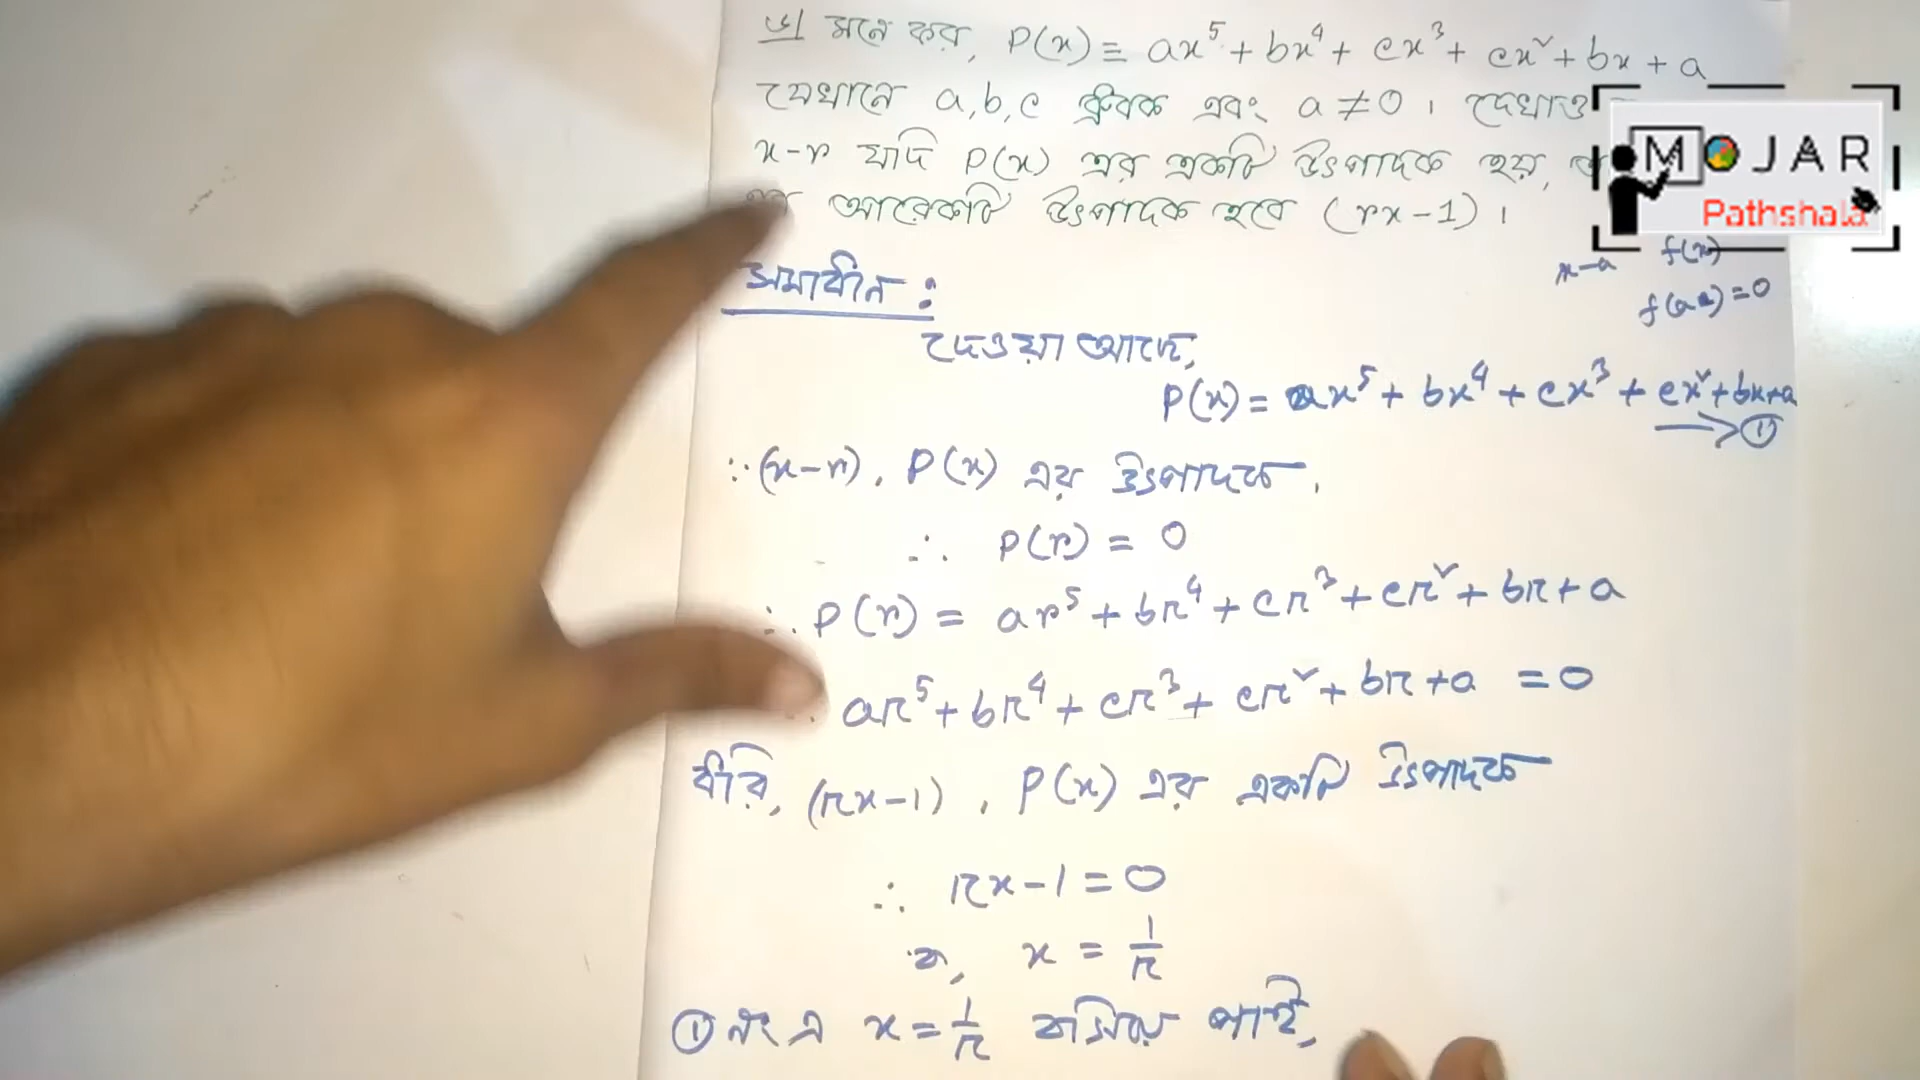 ৬। মনে কর, P(x) = ax⁵ + bx⁴ + cx³ + cx² + bx + a
যেখানে a, b, c ধ্রুবক এবং a ≠ 0। দেখাও
x-r যদি P(x) এর একটি উৎপাদক হয়,
আরেকটি উৎপাদক হবে (rx-1)।
MOJAR
Pathshala
x-a f(x)
f(a) = 0
সমাধান:
দেওয়া আছে,
P(x) = ax⁵ + bx⁴ + cx³ + cx² + bx+a
→ ①
∵ (x-r), P(x) এর উৎপাদক,
∴ P(r) = 0
∴ P(r) = ar⁵ + br⁴ + cr³ + cr² + br + a
ar⁵ + br⁴ + cr³ + cr² + br + a = 0
ধরি, (rx-1), P(x) এর একটি উৎপাদক
∴ rx-1 = 0
বা, x = 1/r
① নং এ x = 1/r বসিয়ে পাই,